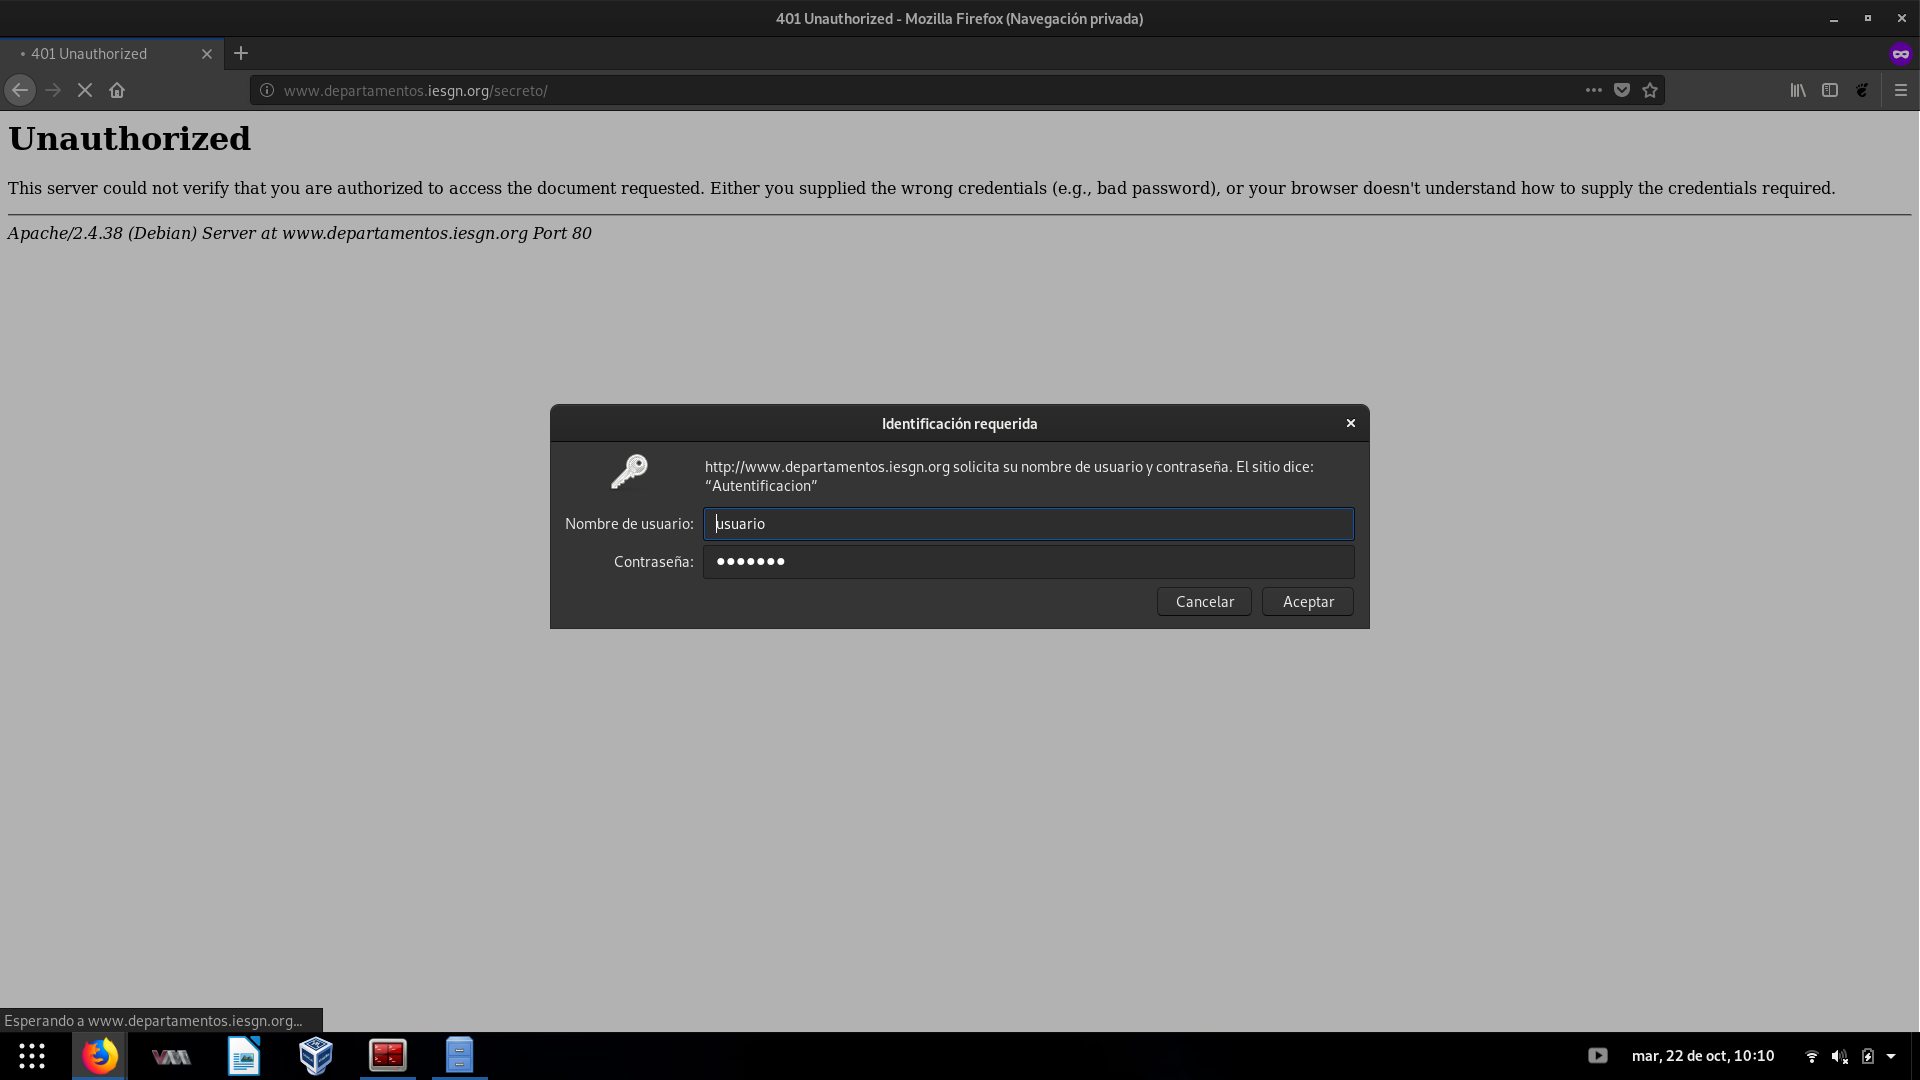 401 Unauthorized - Mozilla Firefox (Navegación privada)
• 401 Unauthorized
www.departamentos.iesgn.org/secreto/
Unauthorized
This server could not verify that you are authorized to access the document requested. Either you supplied the wrong credentials (e.g., bad password), or your browser doesn't understand how to supply the credentials required.
Apache/2.4.38 (Debian) Server at www.departamentos.iesgn.org Port 80
Identificación requerida
http://www.departamentos.iesgn.org solicita su nombre de usuario y contraseña. El sitio dice:
“Autentificacion”
Nombre de usuario: usuario
Contraseña: •••••••
Cancelar Aceptar
Esperando a www.departamentos.iesgn.org...
mar, 22 de oct, 10:10